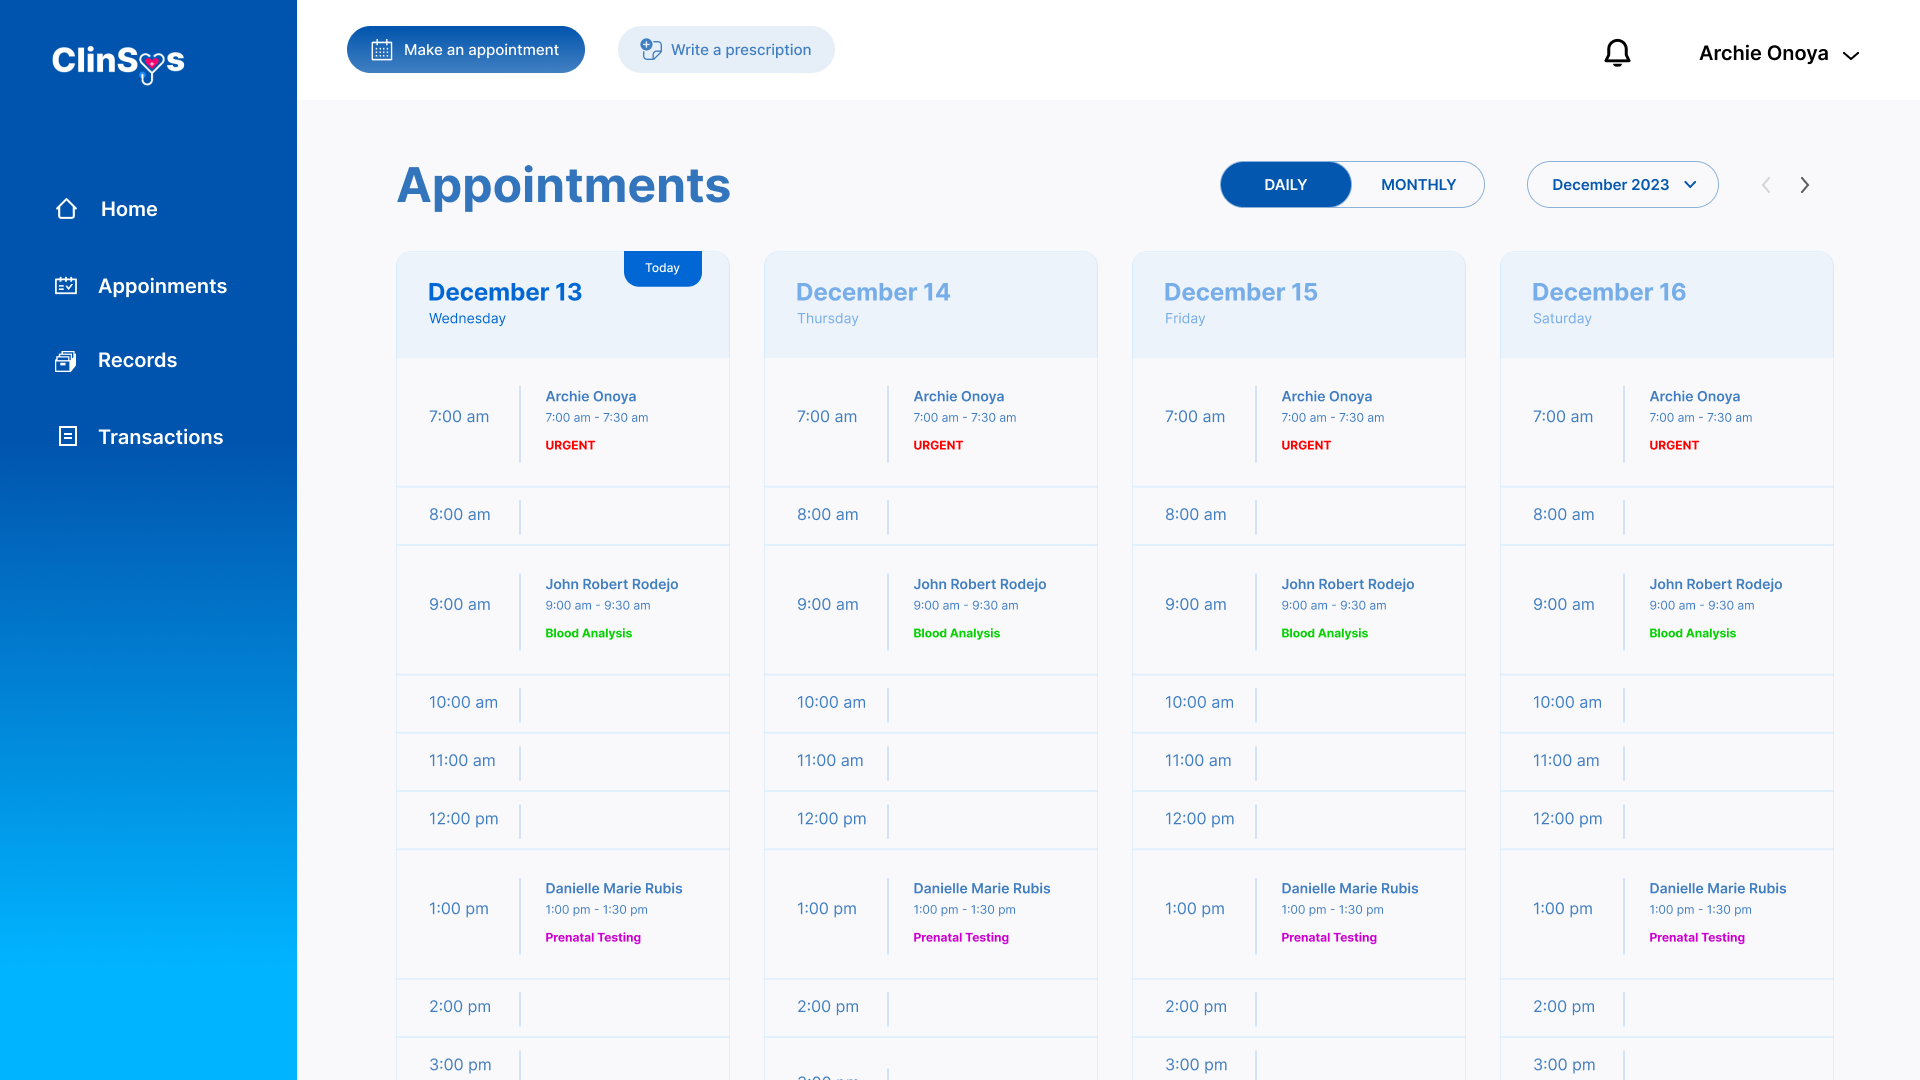 ClinSys
Make an appointment
Write a prescription
Archie Onoya
Home
Appoinments
Records
Transactions
Appointments
DAILY
MONTHLY
December 2023
Today
December 13
Wednesday
7:00 am
Archie Onoya
7:00 am - 7:30 am
URGENT
8:00 am
9:00 am
John Robert Rodejo
9:00 am - 9:30 am
Blood Analysis
10:00 am
11:00 am
12:00 pm
1:00 pm
Danielle Marie Rubis
1:00 pm - 1:30 pm
Prenatal Testing
2:00 pm
3:00 pm
December 14
Thursday
7:00 am
Archie Onoya
7:00 am - 7:30 am
URGENT
8:00 am
9:00 am
John Robert Rodejo
9:00 am - 9:30 am
Blood Analysis
10:00 am
11:00 am
12:00 pm
1:00 pm
Danielle Marie Rubis
1:00 pm - 1:30 pm
Prenatal Testing
2:00 pm
December 15
Friday
7:00 am
Archie Onoya
7:00 am - 7:30 am
URGENT
8:00 am
9:00 am
John Robert Rodejo
9:00 am - 9:30 am
Blood Analysis
10:00 am
11:00 am
12:00 pm
1:00 pm
Danielle Marie Rubis
1:00 pm - 1:30 pm
Prenatal Testing
2:00 pm
3:00 pm
December 16
Saturday
7:00 am
Archie Onoya
7:00 am - 7:30 am
URGENT
8:00 am
9:00 am
John Robert Rodejo
9:00 am - 9:30 am
Blood Analysis
10:00 am
11:00 am
12:00 pm
1:00 pm
Danielle Marie Rubis
1:00 pm - 1:30 pm
Prenatal Testing
2:00 pm
3:00 pm